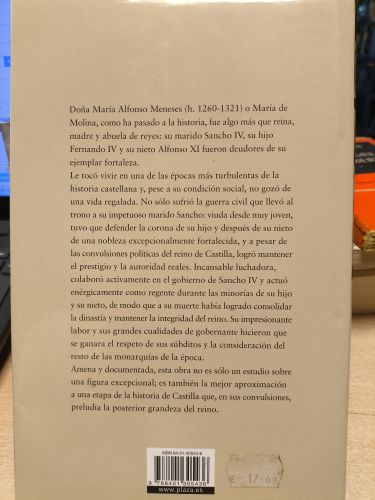 Doña María Alfonso Meneses (h. 1260-1321) o María de
Molina, como ha pasado a la historia, fue algo más que reina,
madre y abuela de reyes: su marido Sancho IV, su hijo
Fernando IV y su nieto Alfonso XI fueron deudores de su
ejemplar fortaleza.
Le tocó vivir en una de las épocas más turbulentas de la
historia castellana y, pese a su condición social, no gozó de
una vida regalada. No sólo sufrió la guerra civil que llevó al
trono a su impetuoso marido Sancho: viuda desde muy joven,
tuvo que defender la corona de su hijo y después de su nieto
de una nobleza excepcionalmente fortalecida, y a pesar de
las convulsiones políticas del reino de Castilla, logró mantener
el prestigio y la autoridad reales. Incansable luchadora,
colaboró activamente en el gobierno de Sancho IV y actuó
enérgicamente como regente durante las minorías de su hijo
y su nieto, de modo que a su muerte había logrado consolidar
la dinastía y mantener la integridad del reino. Su impresionante
labor y sus grandes cualidades de gobernante hicieron que
se ganara el respeto de sus súbditos y la consideración del
resto de las monarquías de la época.
Amena y documentada, esta obra no es sólo un estudio sobre
una figura excepcional; es también la mejor aproximación
a una etapa de la historia de Castilla que, en sus convulsiones,
preludia la posterior grandeza del reino.
ISBN 84-01-30543-6
9 788401 305436
www.plaza.es
17.00